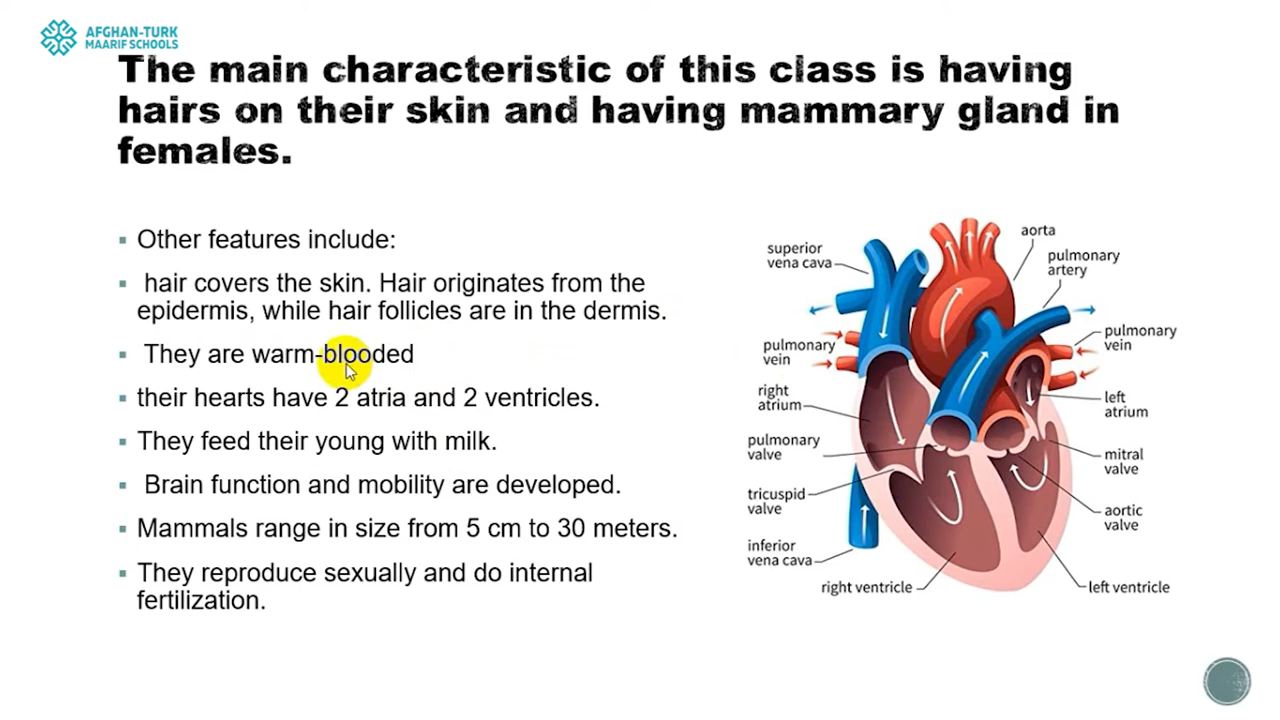 AFGHAN-TURK
MAARIF SCHOOLS
The main characteristic of this class is having
hairs on their skin and having mammary gland in
females.
Other features include:
hair covers the skin. Hair originates from the
epidermis, while hair follicles are in the dermis.
They are warm-blooded
their hearts have 2 atria and 2 ventricles.
They feed their young with milk.
Brain function and mobility are developed.
Mammals range in size from 5 cm to 30 meters.
They reproduce sexually and do internal
fertilization.
superior
vena cava
aorta
pulmonary
artery
pulmonary
vein
pulmonary
vein
right
atrium
left
atrium
pulmonary
valve
mitral
valve
tricuspid
valve
aortic
valve
inferior
vena cava
right ventricle
left ventricle